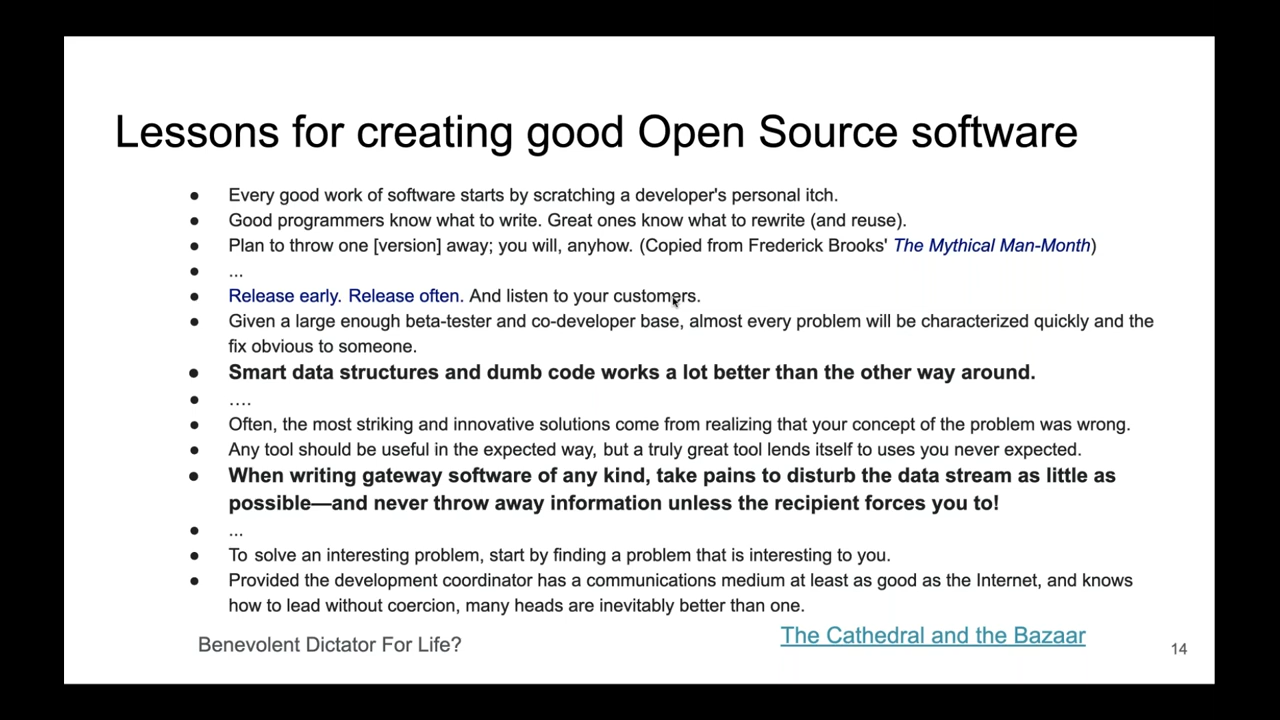 Lessons for creating good Open Source software
● Every good work of software starts by scratching a developer's personal itch.
● Good programmers know what to write. Great ones know what to rewrite (and reuse).
● Plan to throw one [version] away; you will, anyhow. (Copied from Frederick Brooks' The Mythical Man-Month)
● ...
● Release early. Release often. And listen to your customers.
● Given a large enough beta-tester and co-developer base, almost every problem will be characterized quickly and the
fix obvious to someone.
● Smart data structures and dumb code works a lot better than the other way around.
● ....
● Often, the most striking and innovative solutions come from realizing that your concept of the problem was wrong.
● Any tool should be useful in the expected way, but a truly great tool lends itself to uses you never expected.
● When writing gateway software of any kind, take pains to disturb the data stream as little as
possible—and never throw away information unless the recipient forces you to!
● ...
● To solve an interesting problem, start by finding a problem that is interesting to you.
● Provided the development coordinator has a communications medium at least as good as the Internet, and knows
how to lead without coercion, many heads are inevitably better than one.
Benevolent Dictator For Life?
The Cathedral and the Bazaar
14